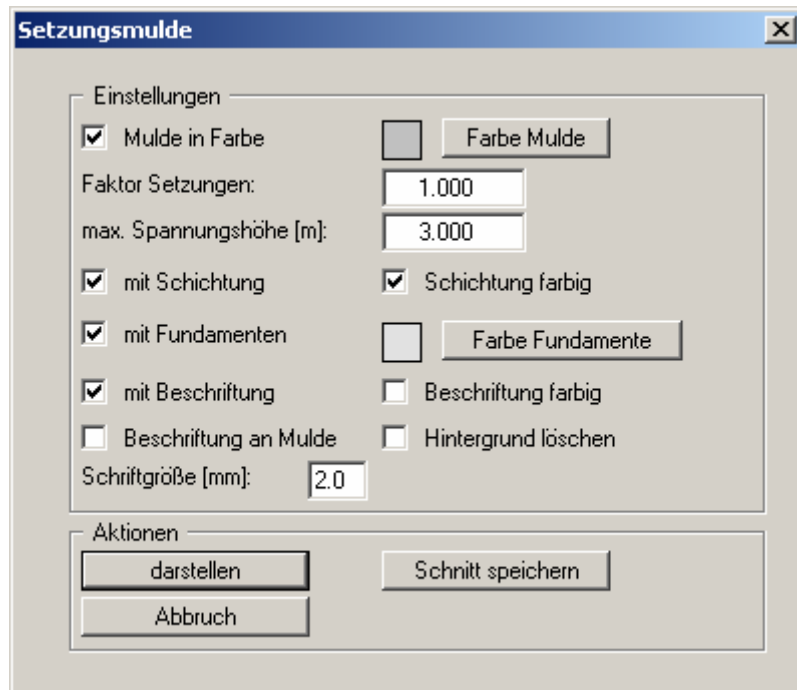 Setzungsmulde
Einstellungen
Mulde in Farbe Farbe Mulde
Faktor Setzungen: 1.000
max. Spannungshöhe [m]: 3.000
mit Schichtung Schichtung farbig
mit Fundamenten Farbe Fundamente
mit Beschriftung Beschriftung farbig
Beschriftung an Mulde Hintergrund löschen
Schriftgröße [mm]: 2.0
Aktionen
darstellen Schnitt speichern
Abbruch